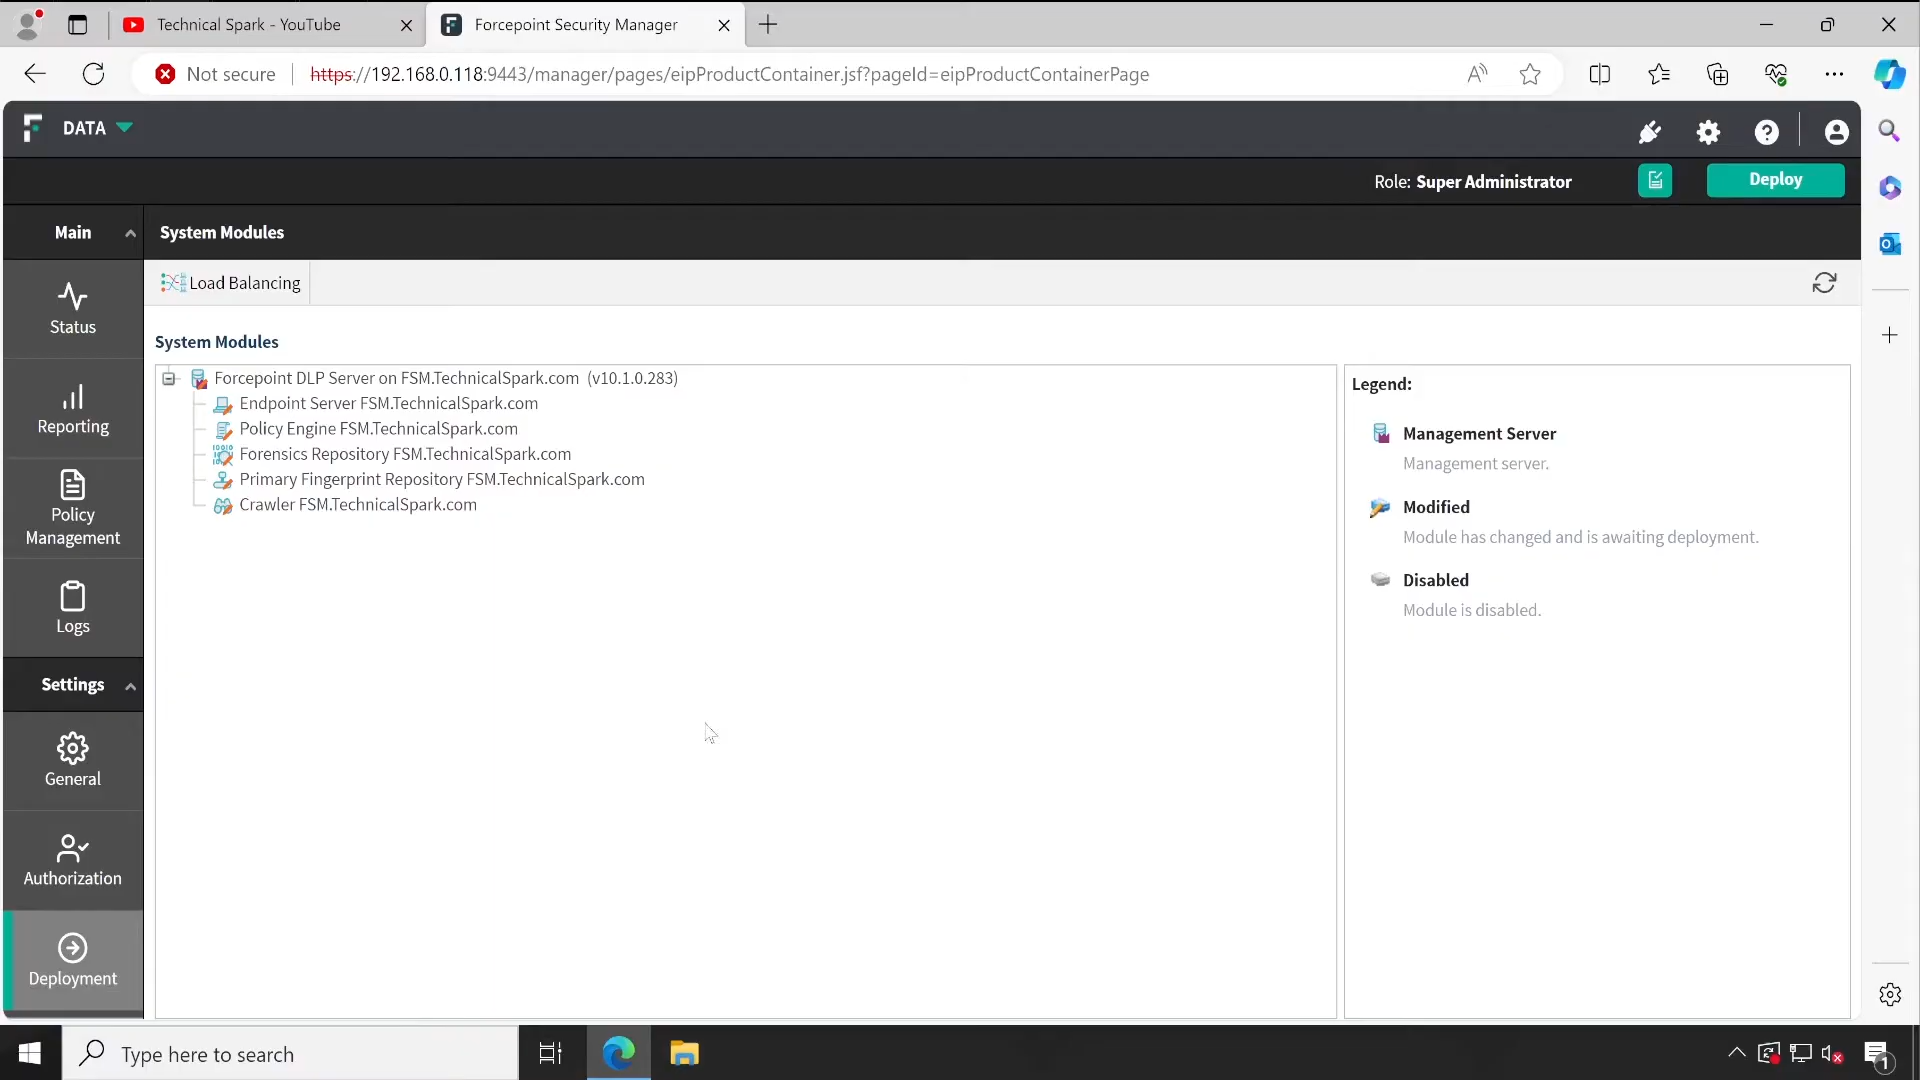 Technical Spark - YouTube
Forcepoint Security Manager
Not secure
https://192.168.0.118:9443/manager/pages/eipProductContainer.jsf?pageId=eipProductContainerPage
DATA
Role: Super Administrator
Deploy
Main
System Modules
Load Balancing
Status
Reporting
Policy
Management
Logs
Settings
General
Authorization
Deployment
System Modules
Forcepoint DLP Server on FSM.TechnicalSpark.com (v10.1.0.283)
Endpoint Server FSM.TechnicalSpark.com
Policy Engine FSM.TechnicalSpark.com
Forensics Repository FSM.TechnicalSpark.com
Primary Fingerprint Repository FSM.TechnicalSpark.com
Crawler FSM.TechnicalSpark.com
Legend:
Management Server
Management server.
Modified
Module has changed and is awaiting deployment.
Disabled
Module is disabled.
Type here to search
1